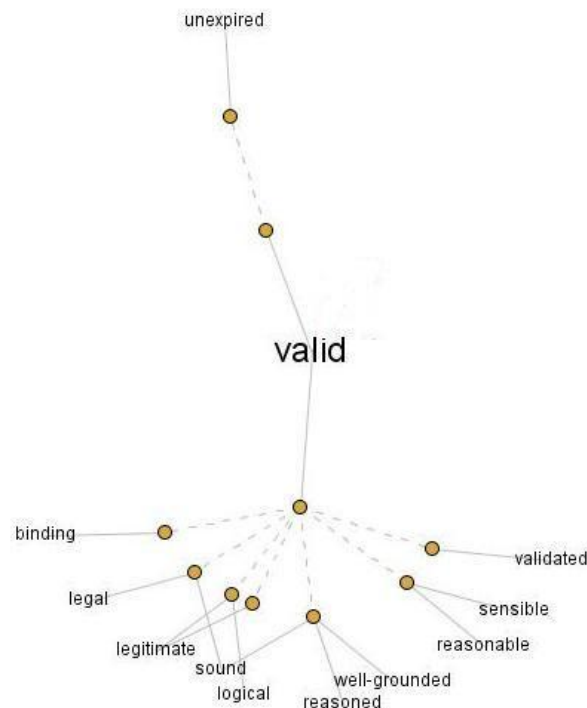 unexpired
valid
binding
validated
legal
sensible
reasonable
legitimate
sound
well-grounded
logical
reasoned